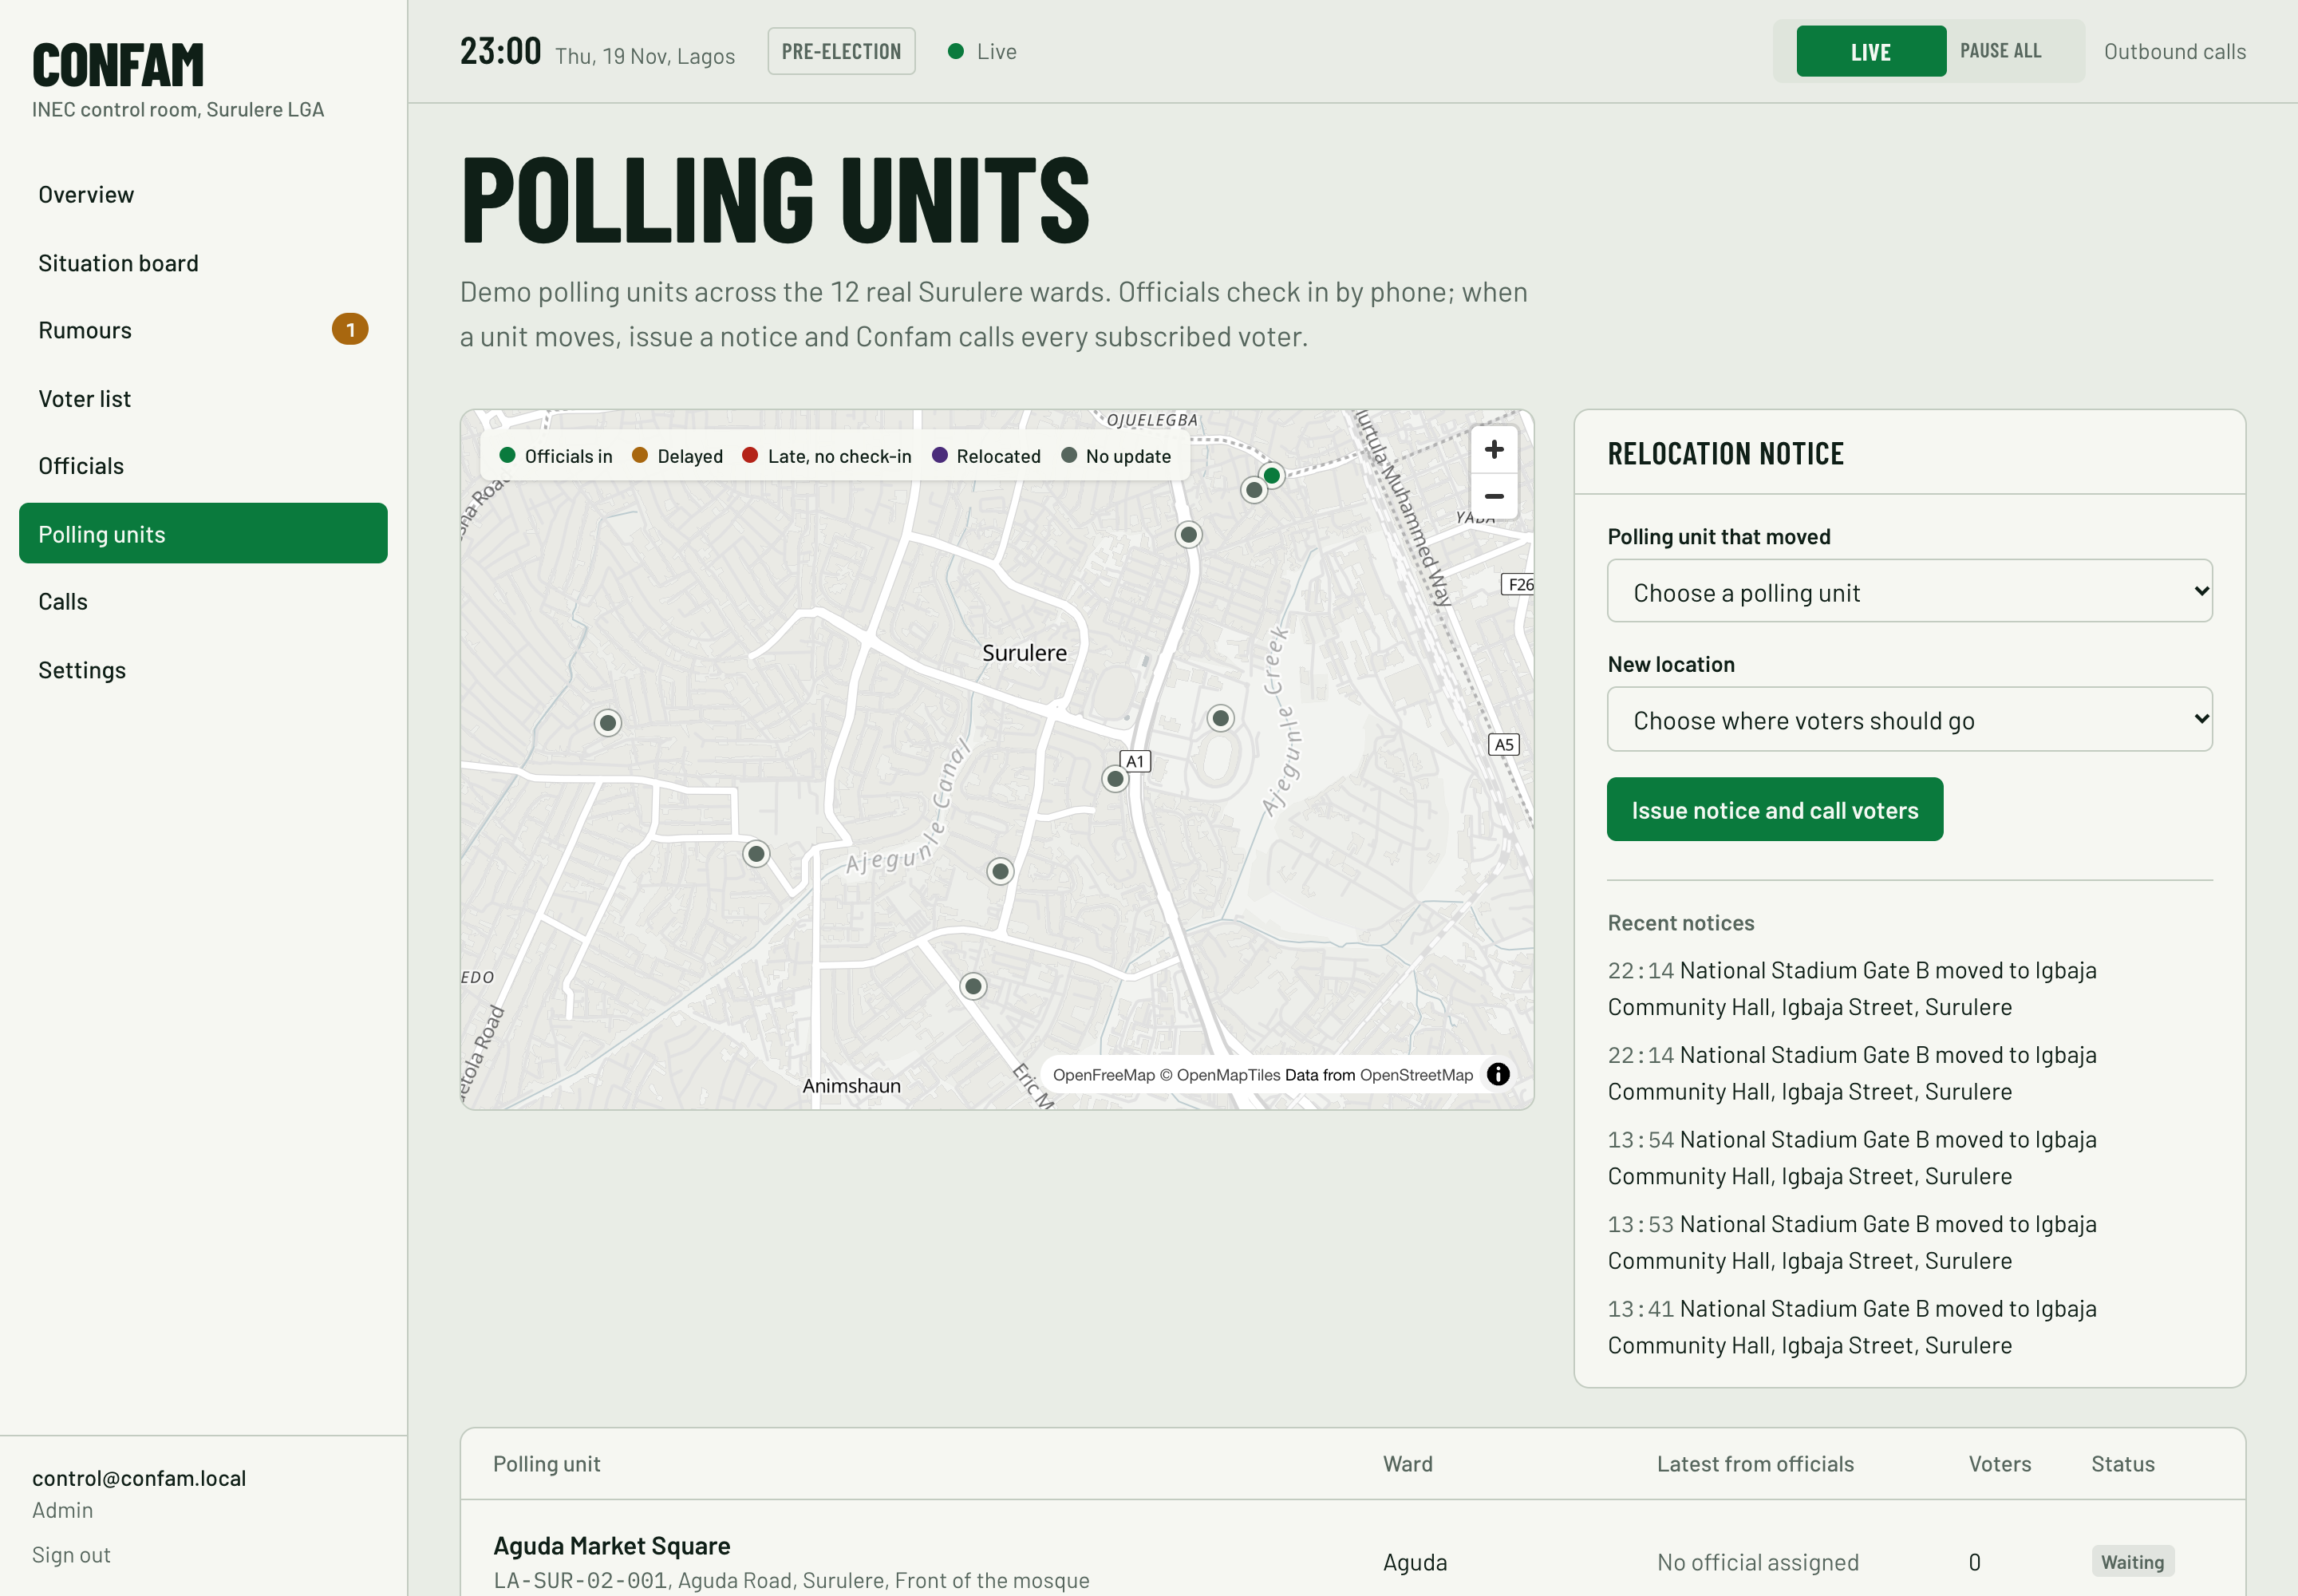 CONFAM
INEC control room, Surulere LGA
Overview
Situation board
Rumours
1
Voter list
Officials
Polling units
Calls
Settings
control@confam.local
Admin
Sign out
23:00 Thu, 19 Nov, Lagos
PRE-ELECTION
Live
LIVE
PAUSE ALL
Outbound calls
POLLING UNITS
Demo polling units across the 12 real Surulere wards. Officials check in by phone; when
a unit moves, issue a notice and Confam calls every subscribed voter.
OJUELEGBA
Officials in
Delayed
Late, no check-in
Relocated
No update
+
−
YABA
Muhammed Way
F26
Surulere
Ajegunle Creek
A5
A1
Ajegunle Canal
Ajegunle
EDO
Road
Animshaun
OpenFreeMap © OpenMapTiles Data from OpenStreetMap
RELOCATION NOTICE
Polling unit that moved
Choose a polling unit
New location
Choose where voters should go
Issue notice and call voters
Recent notices
22:14 National Stadium Gate B moved to Igbaja
Community Hall, Igbaja Street, Surulere
22:14 National Stadium Gate B moved to Igbaja
Community Hall, Igbaja Street, Surulere
13:54 National Stadium Gate B moved to Igbaja
Community Hall, Igbaja Street, Surulere
13:53 National Stadium Gate B moved to Igbaja
Community Hall, Igbaja Street, Surulere
13:41 National Stadium Gate B moved to Igbaja
Community Hall, Igbaja Street, Surulere
Polling unit
Ward
Latest from officials
Voters
Status
Aguda Market Square
LA-SUR-02-001, Aguda Road, Surulere, Front of the mosque
Aguda
No official assigned
0
Waiting